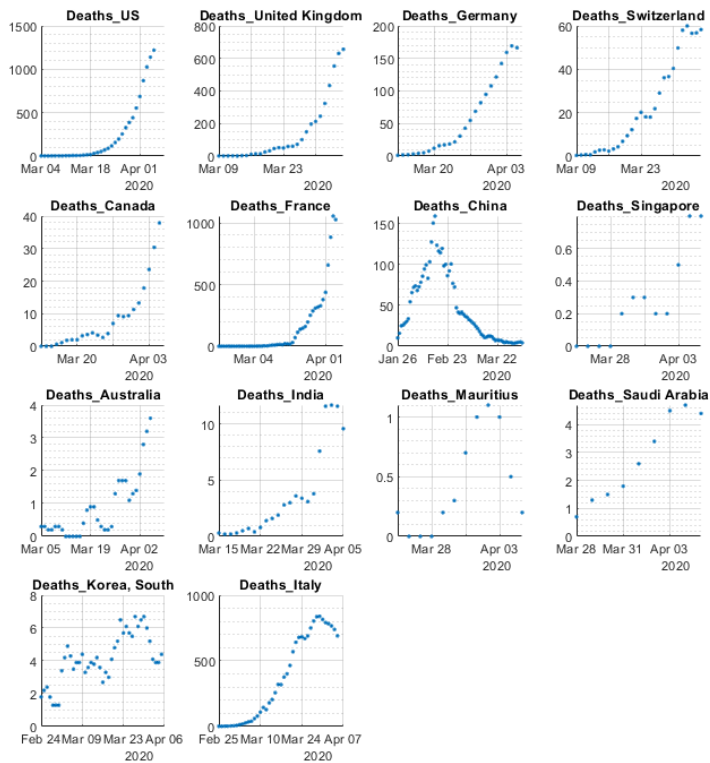 Deaths_US
1500
1000
500
0
Mar 04 Mar 18 Apr 01
2020
Deaths_United Kingdom
800
600
400
200
0
Mar 09 Mar 23
2020
Deaths_Germany
200
150
100
50
0
Mar 20 Apr 03
2020
Deaths_Switzerland
60
40
20
0
Mar 09 Mar 23
2020
Deaths_Canada
40
30
20
10
0
Mar 20 Apr 03
2020
Deaths_France
1000
500
0
Mar 04 Apr 01
2020
Deaths_China
150
100
50
0
Jan 26 Feb 23 Mar 22
2020
Deaths_Singapore
0.6
0.4
0.2
0
Mar 28 Apr 03
2020
Deaths_Australia
4
3
2
1
0
Mar 05 Mar 19 Apr 02
2020
Deaths_India
10
5
0
Mar 15 Mar 22 Mar 29 Apr 05
2020
Deaths_Mauritius
1
0.5
0
Mar 28 Apr 03
2020
Deaths_Saudi Arabia
4
3
2
1
0
Mar 28 Mar 31 Apr 03
2020
Deaths_Korea, South
8
6
4
2
0
Feb 24 Mar 09 Mar 23 Apr 06
2020
Deaths_Italy
1000
500
0
Feb 25 Mar 10 Mar 24 Apr 07
2020